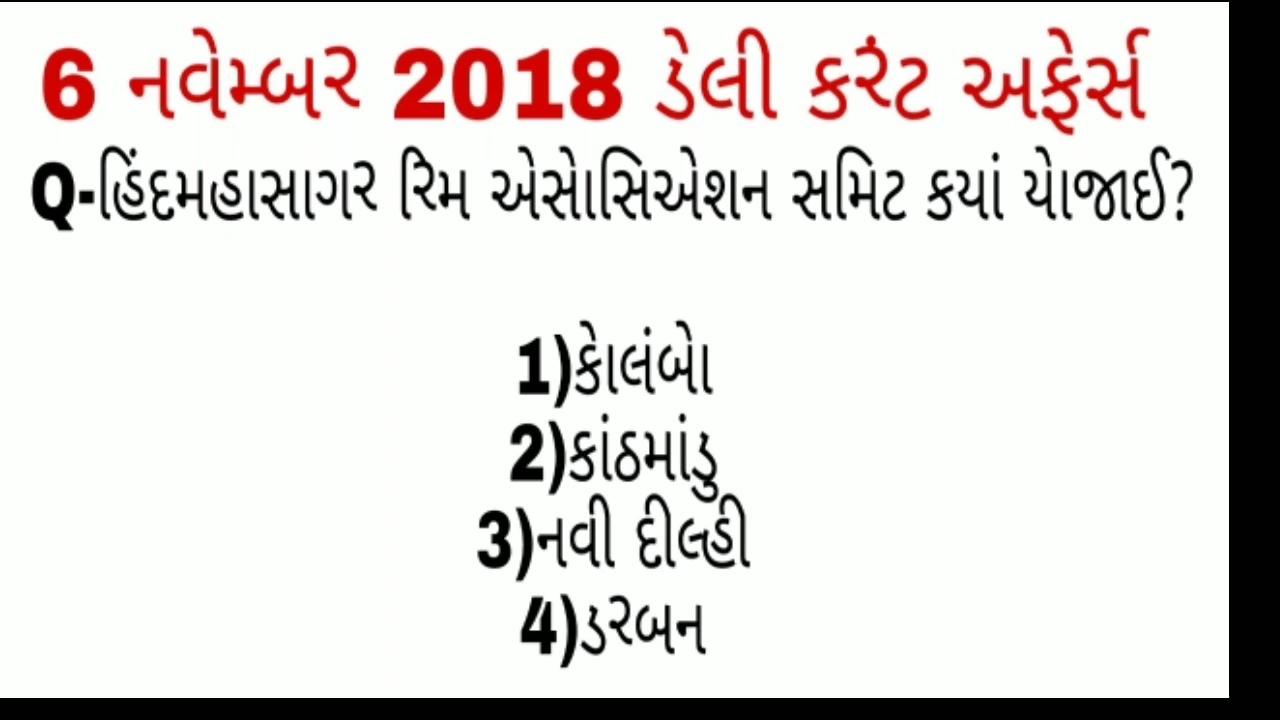 6 નવેમ્બર 2018 ડેલી કરંટ અફેર્સ
Q-હિંદમહાસાગર રિમ એસોસિએશન સમિટ કયાં યોજાઈ?
1)કોલંબો
2)કાંઠમાંડુ
3)નવી દીલ્હી
4)ડરબન